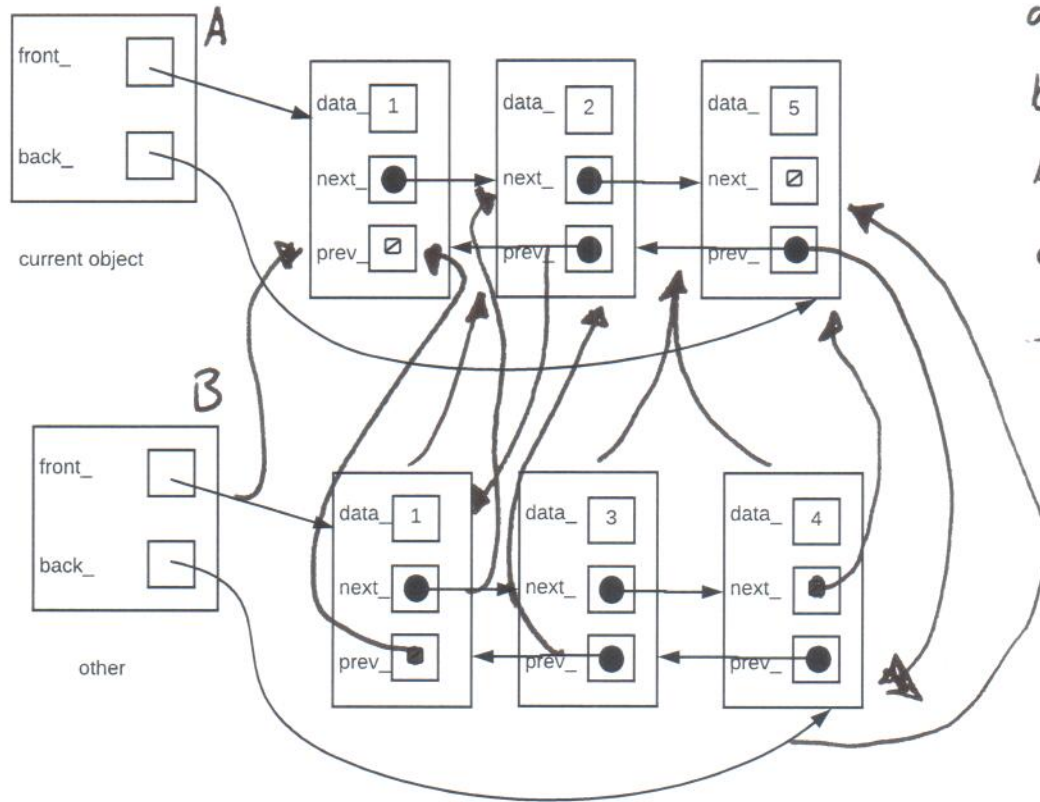 A
front_
back_
current object
data_ 1
next_
prev_
data_ 2
next_
prev_
data_ 5
next_
prev_
B
front_
back_
other
data_ 1
next_
prev_
data_ 3
next_
prev_
data_ 4
next_
prev_